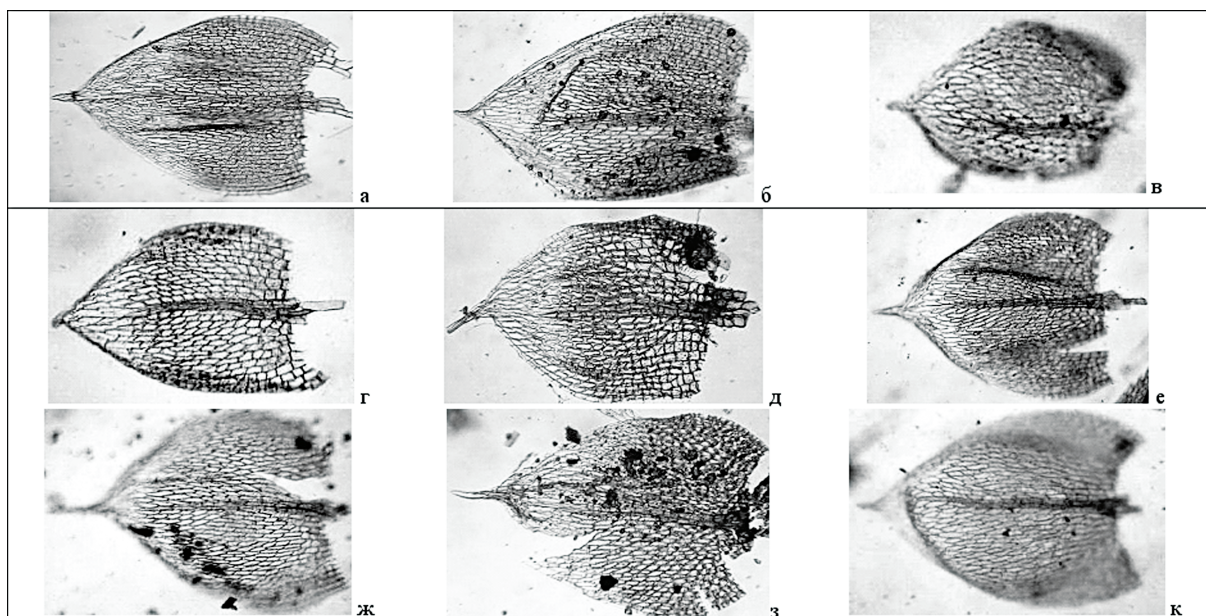 а б в
г д е
ж з к